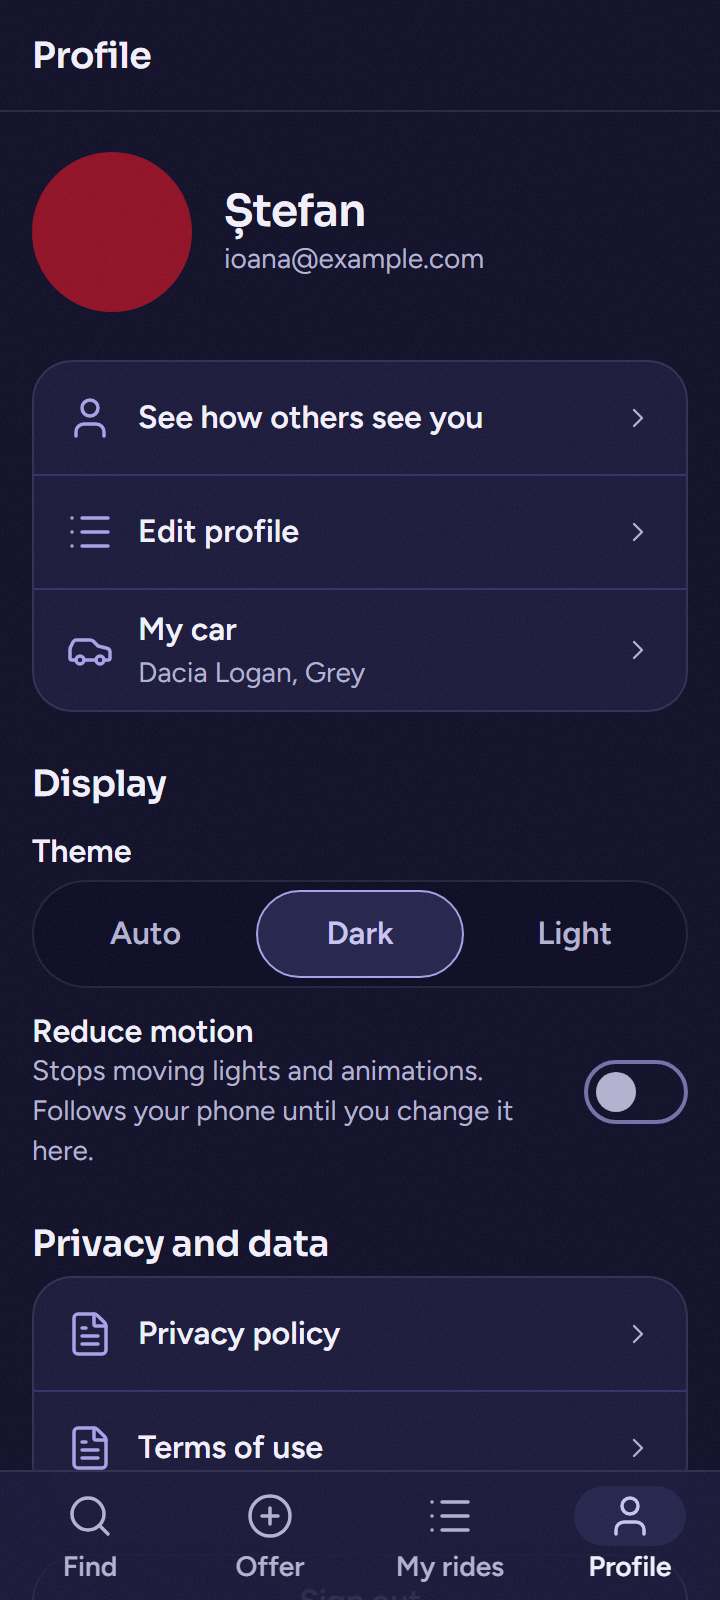 Profile
Ștefan
ioana@example.com
See how others see you
Edit profile
My car
Dacia Logan, Grey
Display
Theme
Auto
Dark
Light
Reduce motion
Stops moving lights and animations.
Follows your phone until you change it
here.
Privacy and data
Privacy policy
Terms of use
Find
Offer
My rides
Profile
Sign out